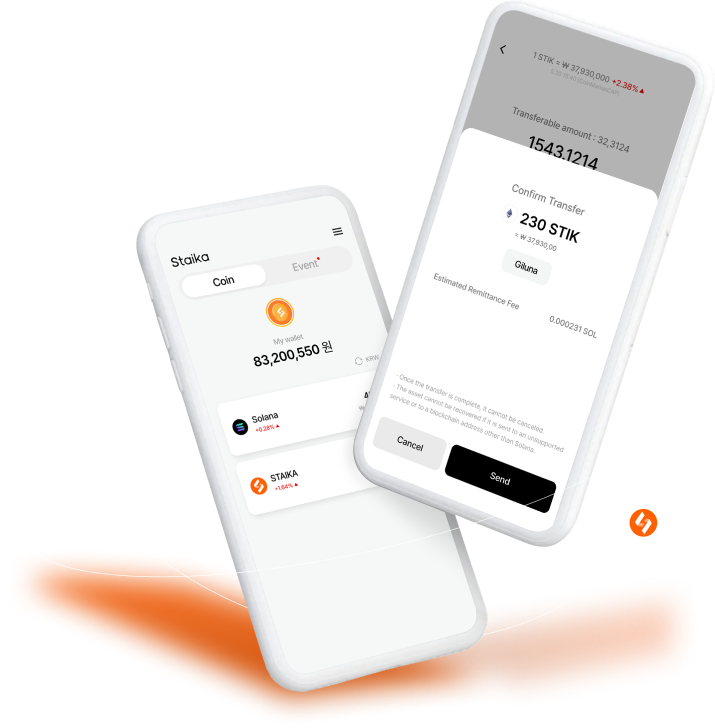 Staika
Coin
Event
My wallet
83,200,550 원
KRW
Solana
+0.28%▲
STAIKA
+1.64%▲
1 STIK = ₩ 37,930,000 +2.38%▲
Transferable amount : 32,3124
1543.1214
Confirm Transfer
230 STIK
≈ ₩ 37,930,00
Giluna
Estimated Remittance Fee
0.000231 SOL
- Once the transfer is complete, it cannot be canceled.
- The asset cannot be recovered if it is sent to an unsupported
service or to a blockchain address other than Solana.
Cancel
Send